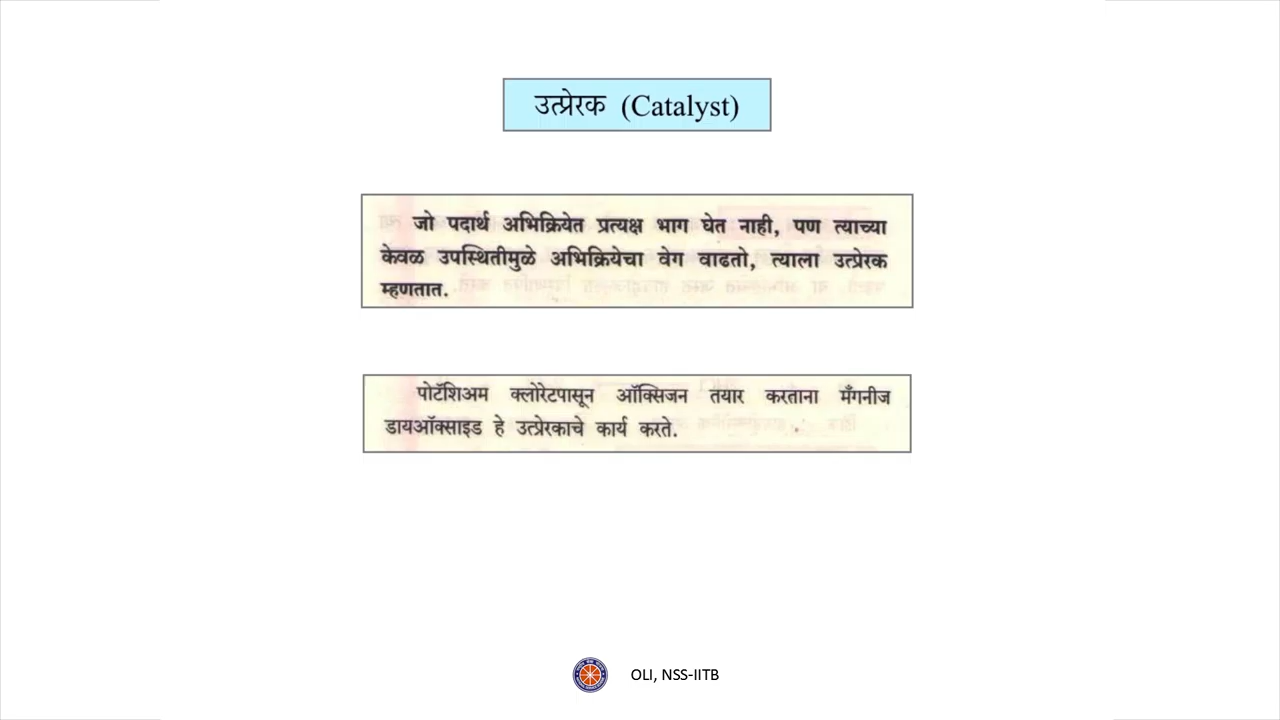 उत्प्रेरक (Catalyst)
जो पदार्थ अभिक्रियेत प्रत्यक्ष भाग घेत नाही, पण त्याच्या
केवळ उपस्थितीमुळे अभिक्रियेचा वेग वाढतो, त्याला उत्प्रेरक
म्हणतात.
पोटॅशिअम क्लोरेटपासून ऑक्सिजन तयार करताना मँगनीज
डायऑक्साइड हे उत्प्रेरकाचे कार्य करते.
OLI, NSS-IITB